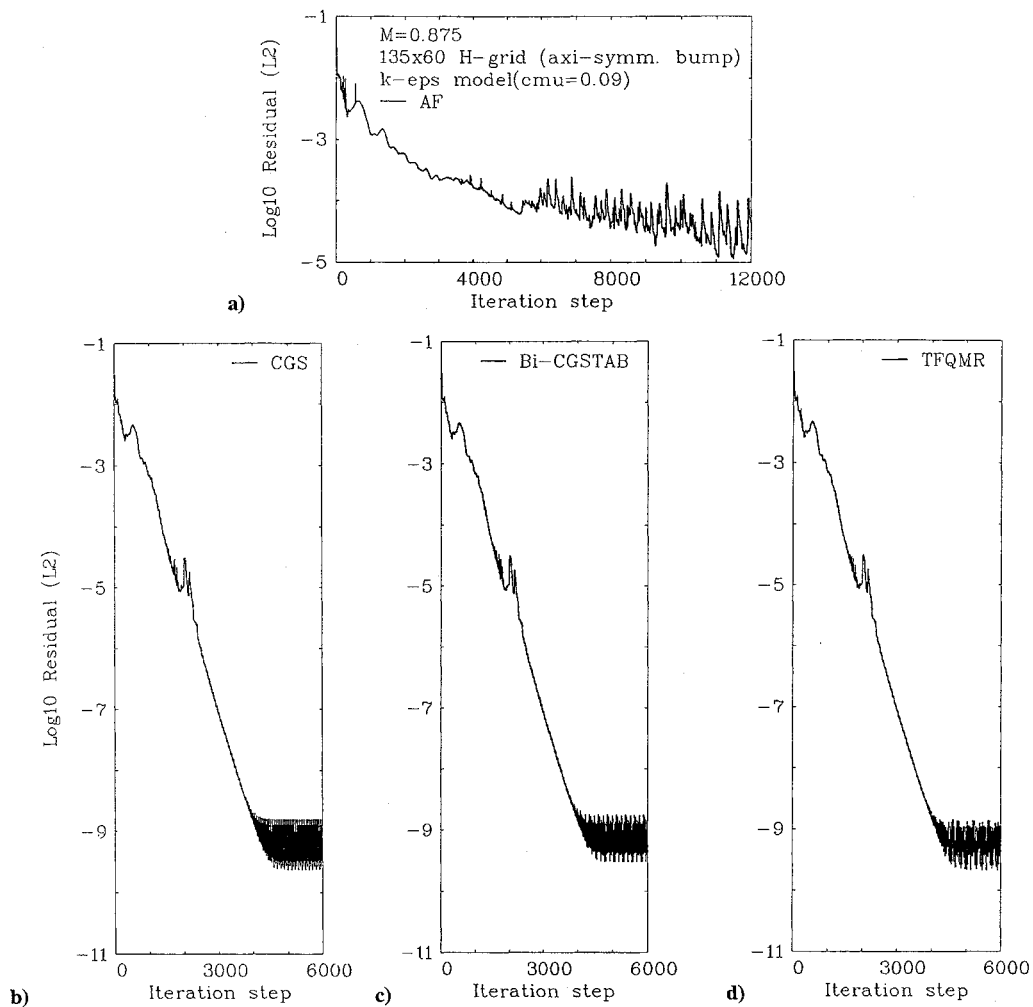 -1
M=0.875
135x60 H-grid (axi-symm. bump)
k-eps model(cmu=0.09)
AF
Log10 Residual (L2)
-3
-5
0 4000 8000 12000
a) Iteration step
-1 -1 -1
CGS Bi-CGSTAB TFQMR
-3 -3 -3
-5 -5 -5
Log10 Residual (L2)
-7 -7 -7
-9 -9 -9
-11 -11 -11
0 3000 6000 0 3000 6000 0 3000 6000
b) Iteration step c) Iteration step d) Iteration step